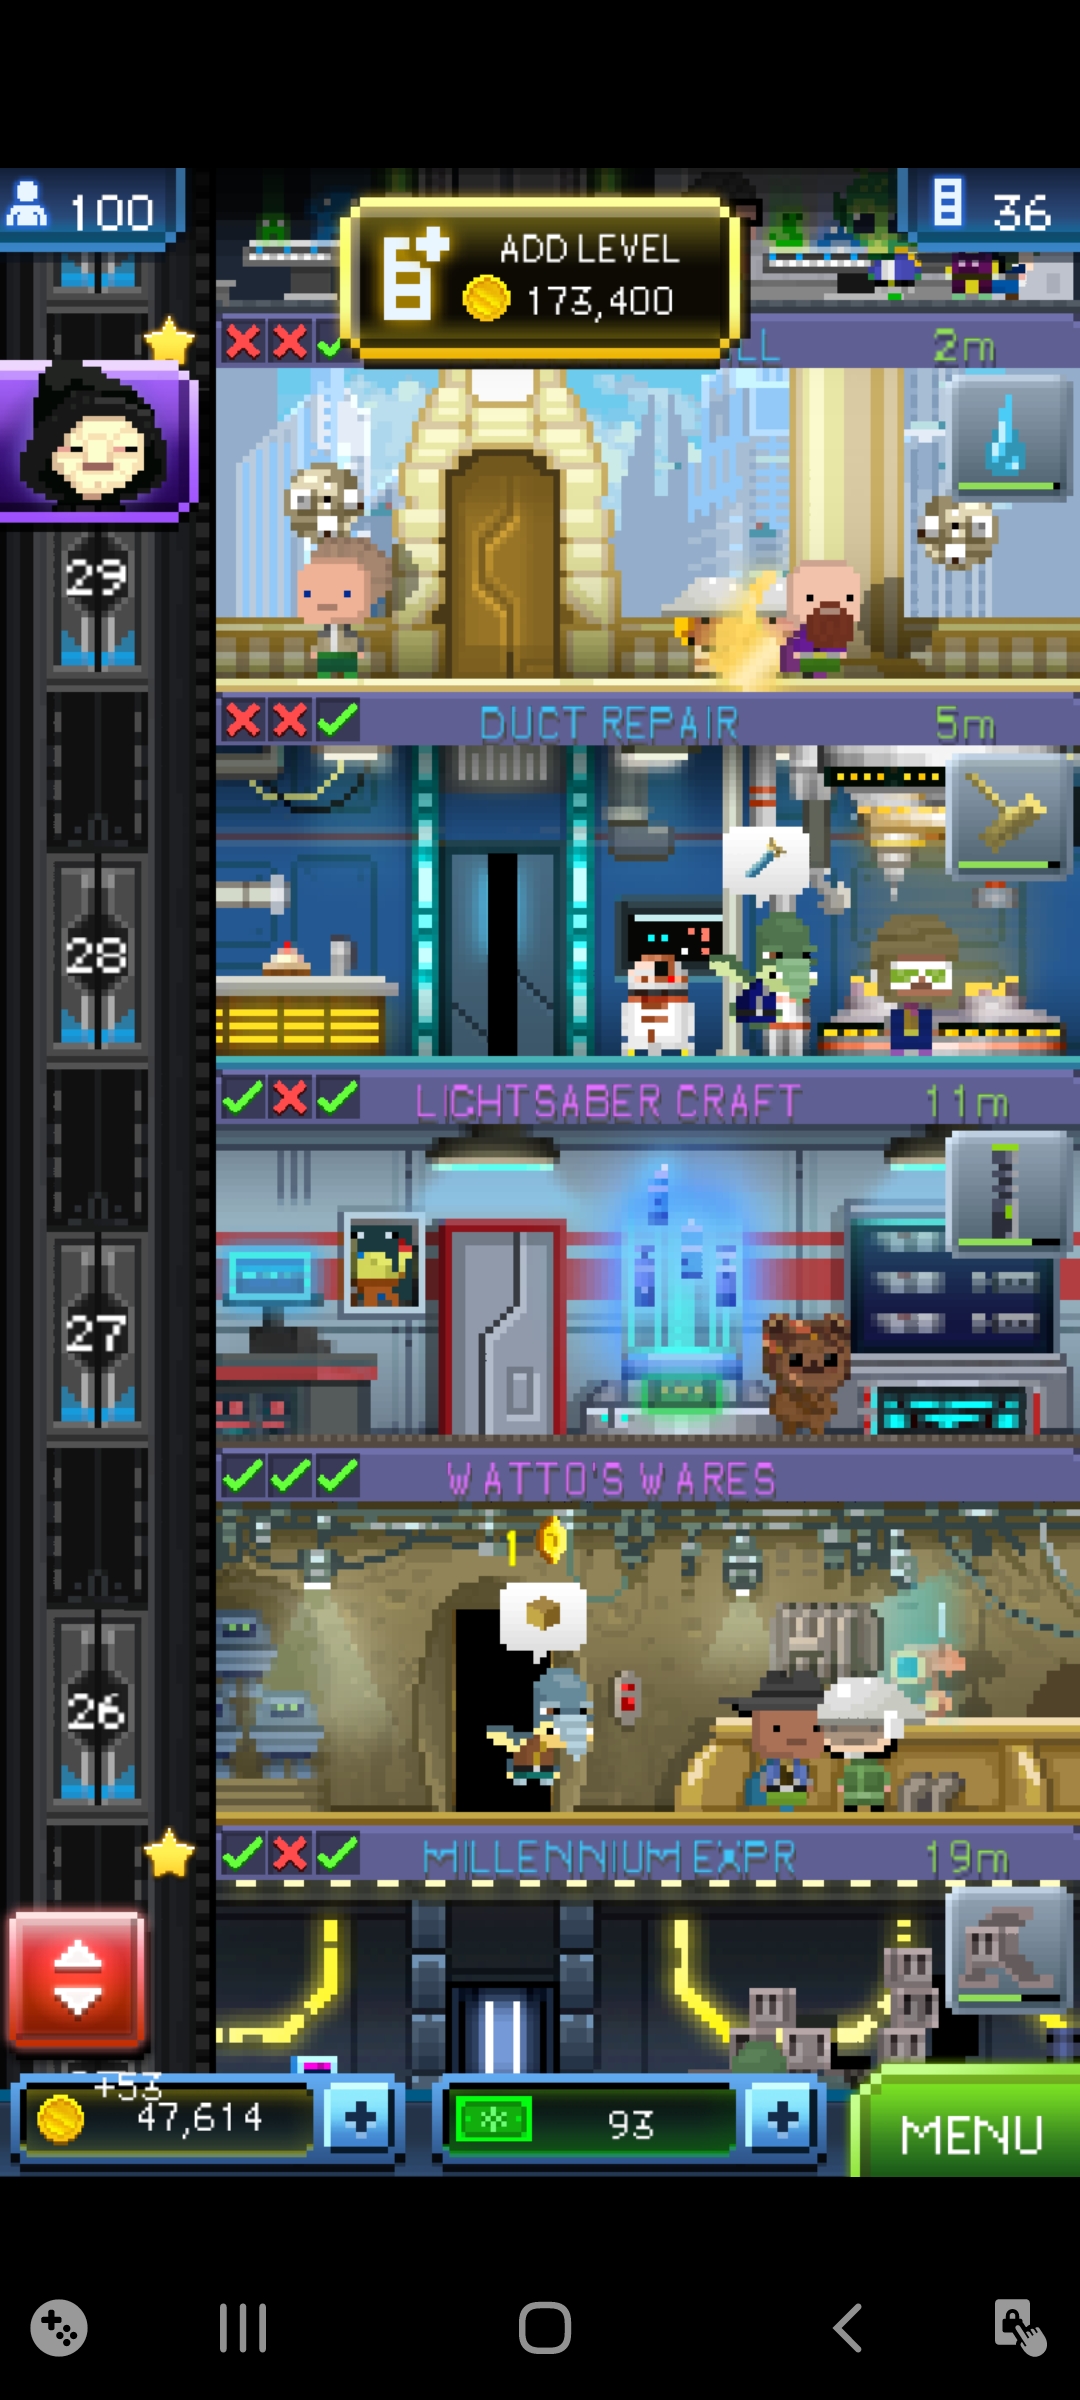 100
ADD LEVEL
173,400
36
LL
2m
29
DUCT REPAIR
5m
28
LIGHTSABER CRAFT
11m
27
WATTO'S WARES
1
26
MILLENNIUM EXPR
19m
+53
47,614
93
MENU